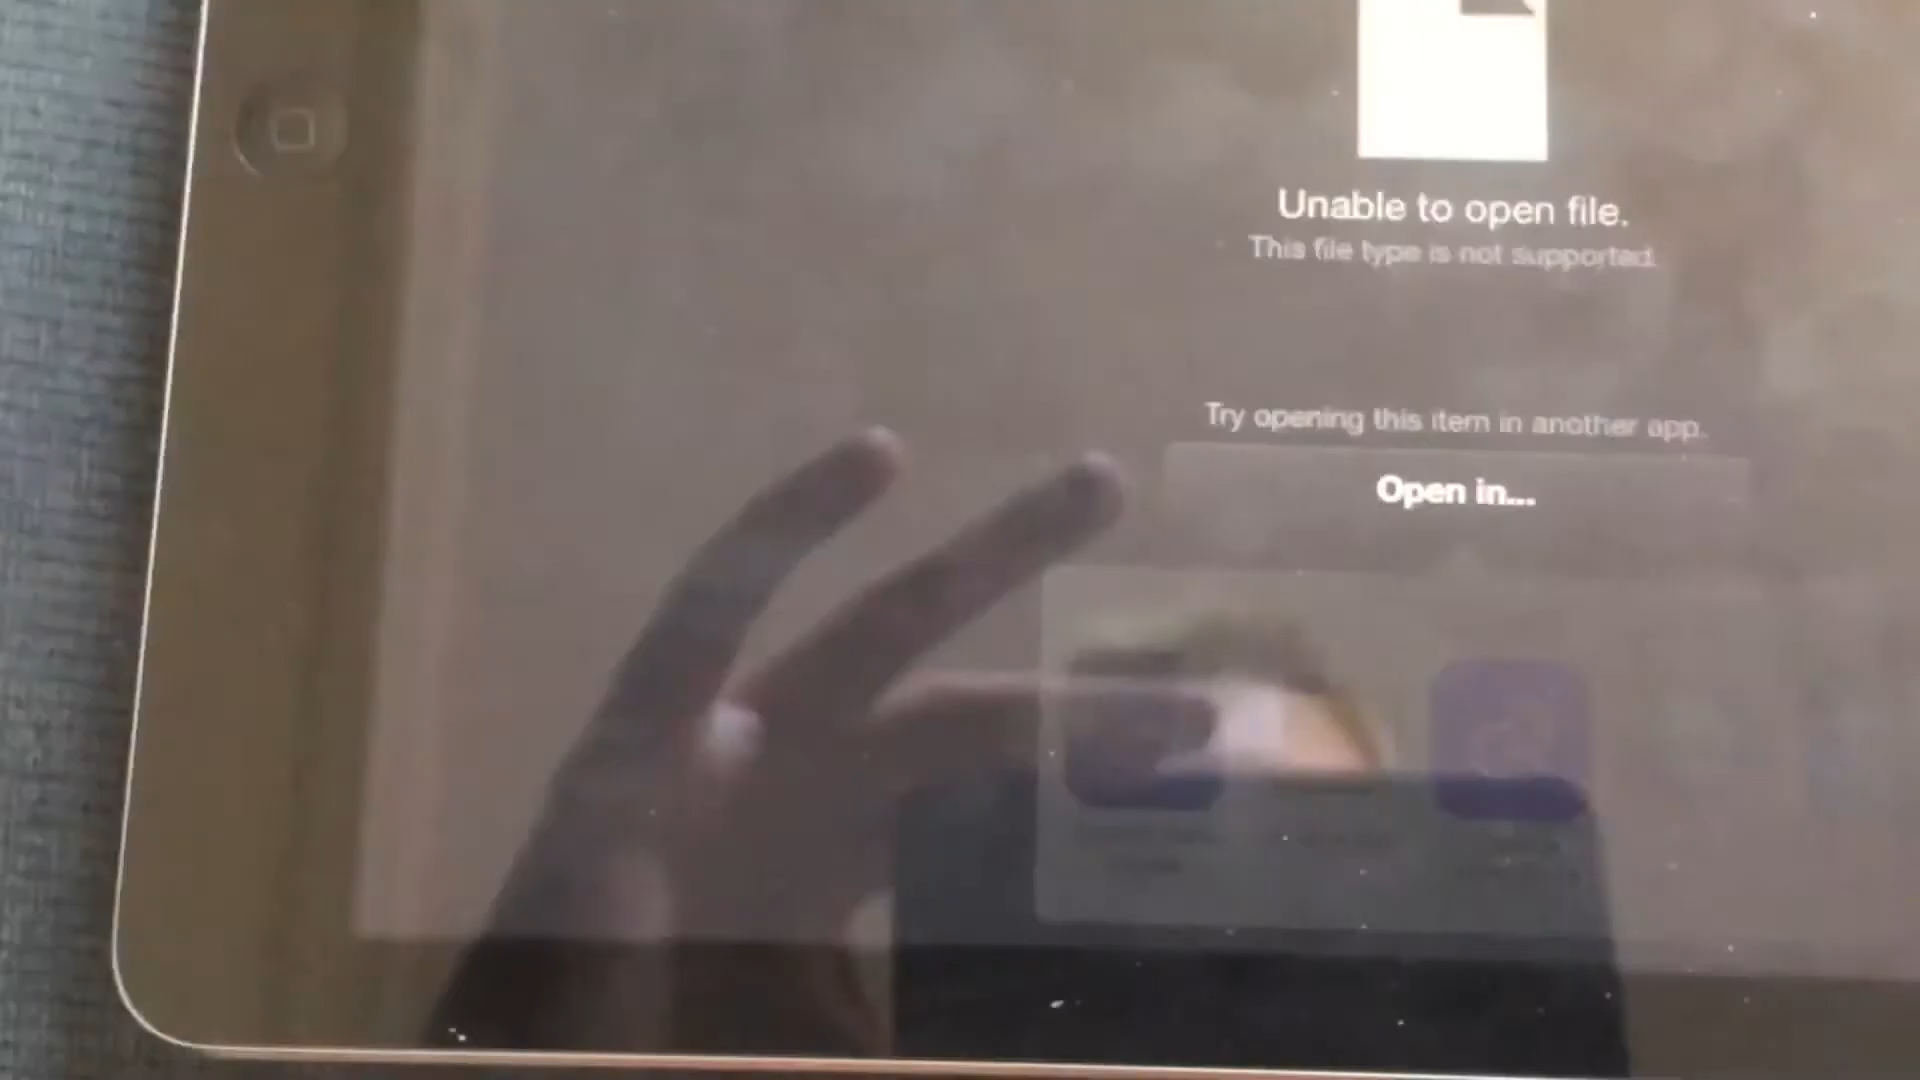 Unable to open file.
This file type is not supported.
Try opening this item in another app.
Open in...